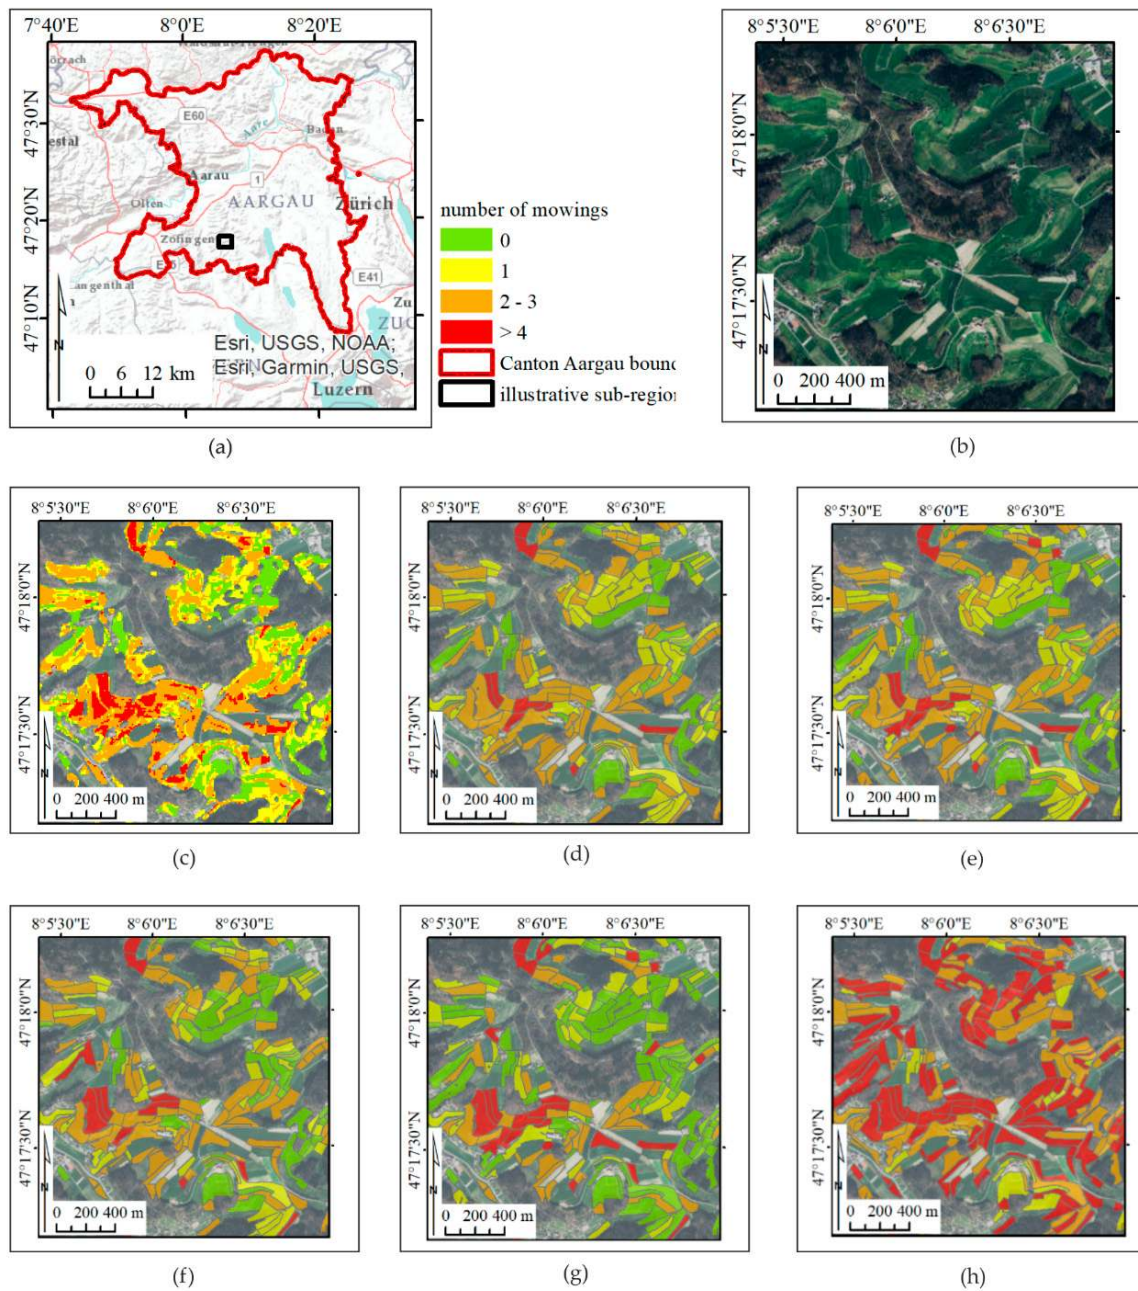 7°40'E 8°0'E 8°20'E
47°30'N
47°20'N
47°10'N
E60
Aare
Baden
estal
Aarau
1
Olten
AARGAU
Zürich
Zofingen
E41
angenthal
Zu
ZUG
N
Esri, USGS, NOAA;
Esri, Garmin, USGS,
0 6 12 km
Luzern
(a)
number of mowings
0
1
2 - 3
> 4
Canton Aargau bound
illustrative sub-region
8°5'30"E 8°6'0"E 8°6'30"E
47°18'0"N
47°17'30"N
N
0 200 400 m
(b)
8°5'30"E 8°6'0"E 8°6'30"E
47°18'0"N
47°17'30"N
N
0 200 400 m
(c)
8°5'30"E 8°6'0"E 8°6'30"E
47°18'0"N
47°17'30"N
N
0 200 400 m
(d)
8°5'30"E 8°6'0"E 8°6'30"E
47°18'0"N
47°17'30"N
N
0 200 400 m
(e)
8°5'30"E 8°6'0"E 8°6'30"E
47°18'0"N
47°17'30"N
N
0 200 400 m
(f)
8°5'30"E 8°6'0"E 8°6'30"E
47°18'0"N
47°17'30"N
N
0 200 400 m
(g)
8°5'30"E 8°6'0"E 8°6'30"E
47°18'0"N
47°17'30"N
N
0 200 400 m
(h)